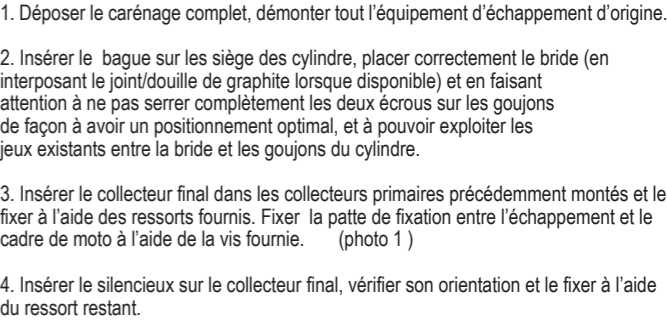 1. Déposer le carénage complet, démonter tout l'équipement d'échappement d'origine.
2. Insérer le  bague sur les siège des cylindre, placer correctement le bride (en
interposant le joint/douille de graphite lorsque disponible) et en faisant
attention à ne pas serrer complètement les deux écrous sur les goujons
de façon à avoir un positionnement optimal, et à pouvoir exploiter les
jeux existants entre la bride et les goujons du cylindre.
3. Insérer le collecteur final dans les collecteurs primaires précédemment montés et le
fixer à l'aide des ressorts fournis. Fixer  la patte de fixation entre l'échappement et le
cadre de moto à l'aide de la vis fournie.     (photo 1 )
4. Insérer le silencieux sur le collecteur final, vérifier son orientation et le fixer à l'aide
du ressort restant.